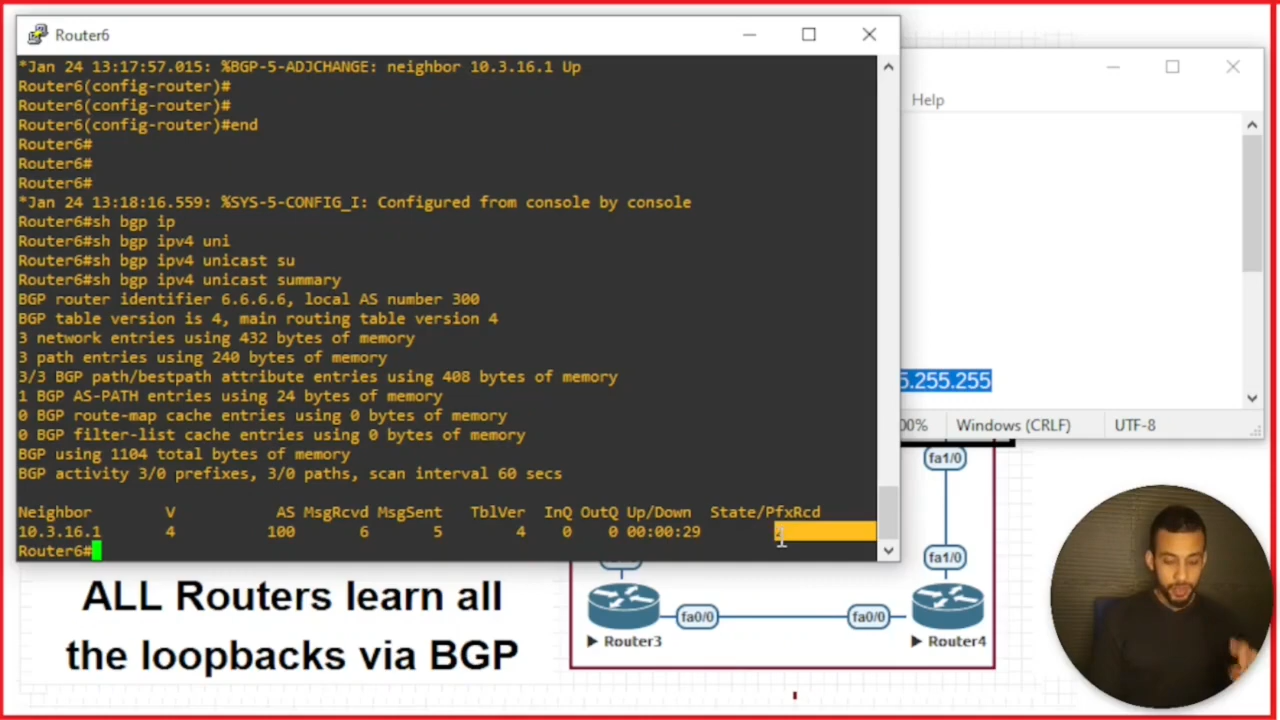 Router6
*Jan 24 13:17:57.015: %BGP-5-ADJCHANGE: neighbor 10.3.16.1 Up
Router6(config-router)#
Router6(config-router)#
Router6(config-router)#end
Router6#
Router6#
Router6#
*Jan 24 13:18:16.559: %SYS-5-CONFIG_I: Configured from console by console
Router6#sh bgp ip
Router6#sh bgp ipv4 uni
Router6#sh bgp ipv4 unicast su
Router6#sh bgp ipv4 unicast summary
BGP router identifier 6.6.6.6, local AS number 300
BGP table version is 4, main routing table version 4
3 network entries using 432 bytes of memory
3 path entries using 240 bytes of memory
3/3 BGP path/bestpath attribute entries using 408 bytes of memory
1 BGP AS-PATH entries using 24 bytes of memory
0 BGP route-map cache entries using 0 bytes of memory
0 BGP filter-list cache entries using 0 bytes of memory
BGP using 1104 total bytes of memory
BGP activity 3/0 prefixes, 3/0 paths, scan interval 60 secs
Neighbor V AS MsgRcvd MsgSent TblVer InQ OutQ Up/Down State/PfxRcd
10.3.16.1 4 100 6 5 4 0 0 00:00:29
Router6#
Help
5.255.255
00% Windows (CRLF) UTF-8
fa1/0
fa1/0
fa0/0 fa0/0
Router3 Router4
ALL Routers learn all
the loopbacks via BGP